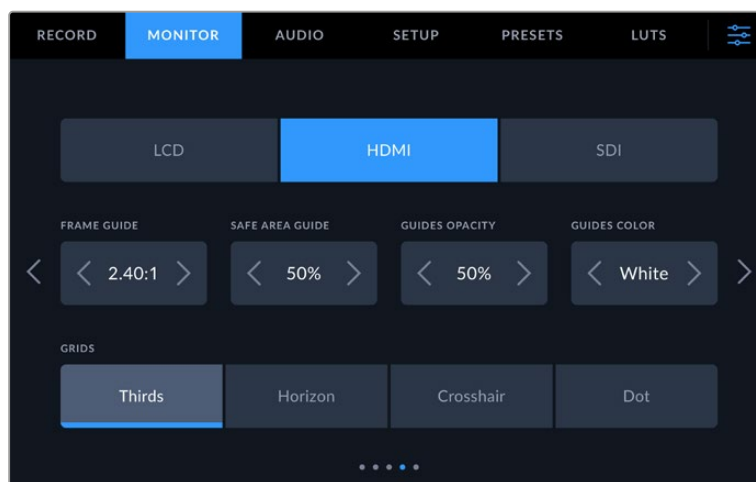 RECORD MONITOR AUDIO SETUP PRESETS LUTS
LCD HDMI SDI
FRAME GUIDE SAFE AREA GUIDE GUIDES OPACITY GUIDES COLOR
2.40:1 50% 50% White
GRIDS
Thirds Horizon Crosshair Dot